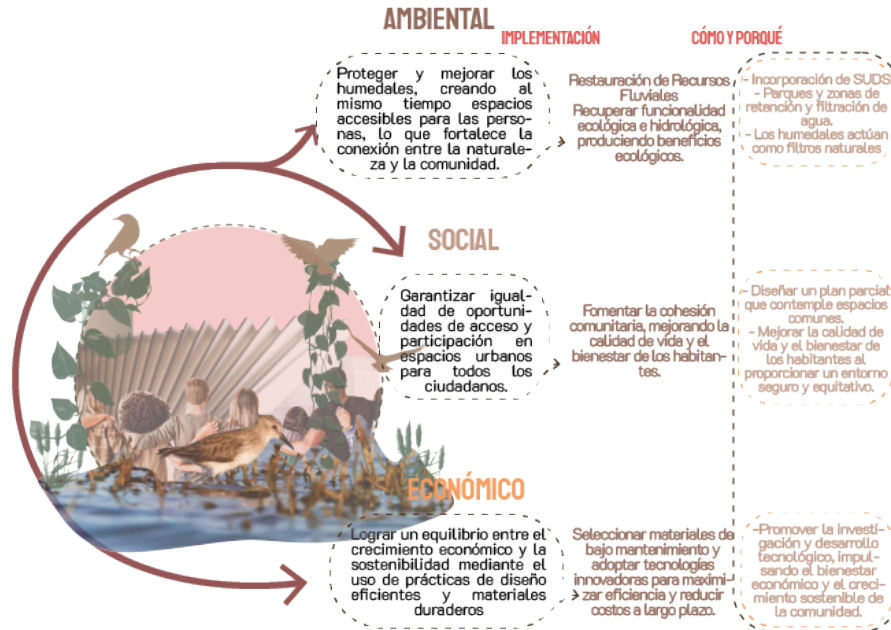 AMBIENTAL
IMPLEMENTACIÓN
CÓMO Y PORQUÉ
Proteger y mejorar los
humedales, creando al
mismo tiempo espacios
accesibles para las perso-
nas, lo que fortalece la
conexión entre la naturale-
za y la comunidad.
Restauración de Recursos
Fluviales
Recuperar funcionalidad
ecológica e hidrológica,
produciendo beneficios
ecológicos.
- Incorporación de SUDS
- Parques y zonas de
retención y filtración de
agua.
- Los humedales actúan
como filtros naturales
SOCIAL
Garantizar igual-
dad de oportuni-
dades de acceso y
participación en
espacios urbanos
para todos los
ciudadanos.
Fomentar la cohesión
comunitaria, mejorando la
calidad de vida y el
bienestar de los habitan-
tes.
- Diseñar un plan parcial
que contemple espacios
comunes.
- Mejorar la calidad de
vida y el bienestar de
los habitantes al
proporcionar un entorno
seguro y equitativo.
ECONÓMICO
Lograr un equilibrio entre el
crecimiento económico y la
sostenibilidad mediante el
uso de prácticas de diseño
eficientes y materiales
duraderos
Seleccionar materiales de
bajo mantenimiento y
adoptar tecnologías
innovadoras para maximi-
zar eficiencia y reducir
costos a largo plazo.
-Promover la investi-
gación y desarrollo
tecnológico, impul-
sando el bienestar
económico y el creci-
miento sostenible de
la comunidad.